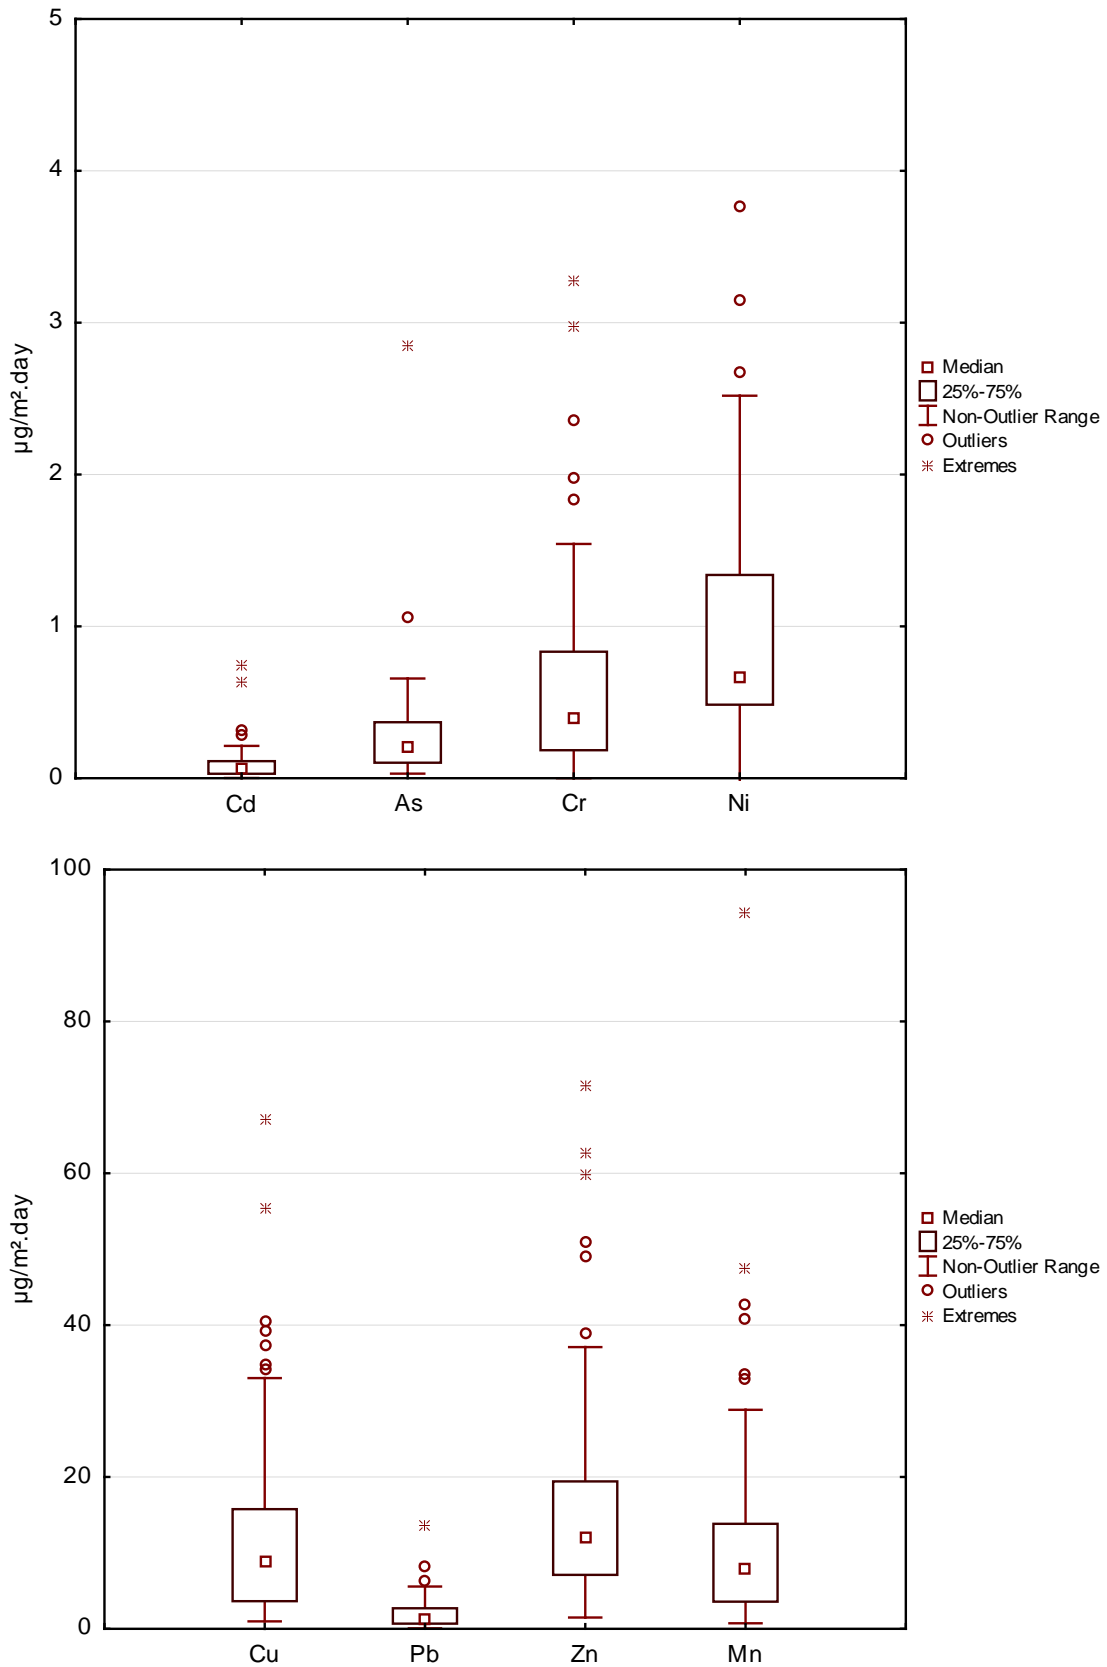 5
4
3
2
1
0
µg/m².day
Cd As Cr Ni
Median
25%-75%
Non-Outlier Range
Outliers
Extremes
100
80
60
40
20
0
µg/m².day
Cu Pb Zn Mn
Median
25%-75%
Non-Outlier Range
Outliers
Extremes